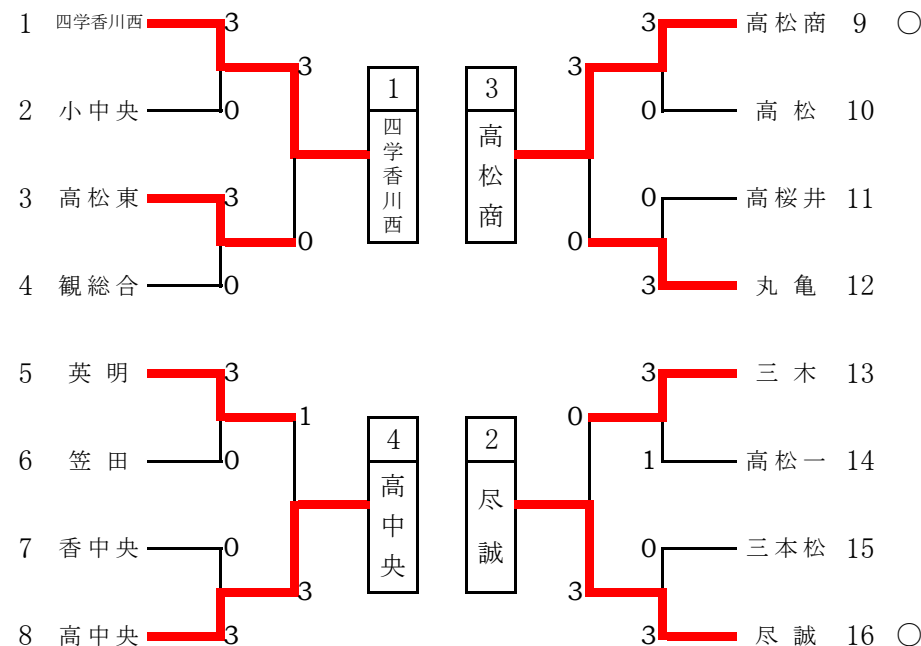 1 四学香川西 3
3
2 小中央 0
3 高松東 3
0
4 観総合 0
5 英明 3
1
6 笠田 0
7 香中央 0
3
8 高中央 3
1
四学香川西
4
高中央
3
高松商
2
尽誠
3 高松商 9 ○
3
0 高松 10
0 高桜井 11
0
3 丸亀 12
3 三木 13
0
1 高松一 14
0 三本松 15
3
3 尽誠 16 ○